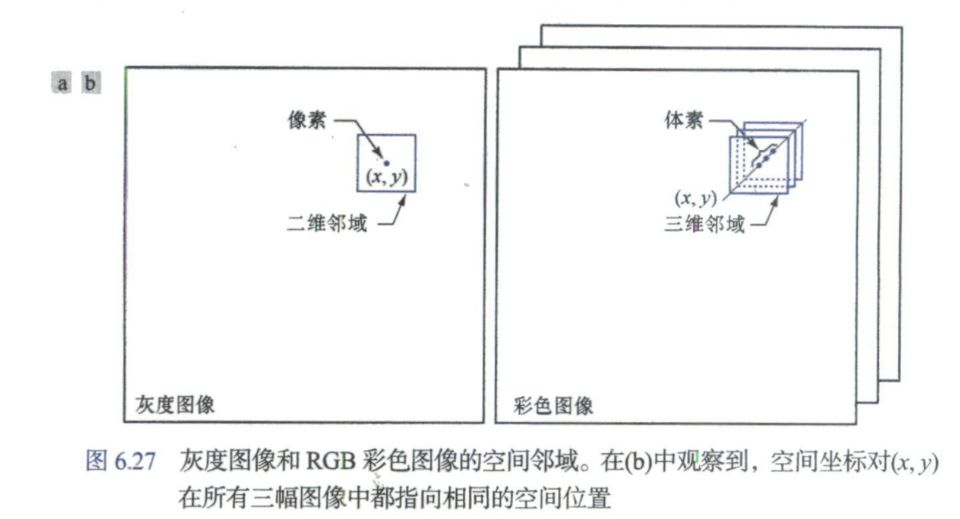 a b
像素
(x, y)
二维邻域
灰度图像
体素
(x, y)
三维邻域
彩色图像
图 6.27 灰度图像和 RGB 彩色图像的空间邻域。在(b)中观察到，空间坐标对(x, y)
在所有三幅图像中都指向相同的空间位置